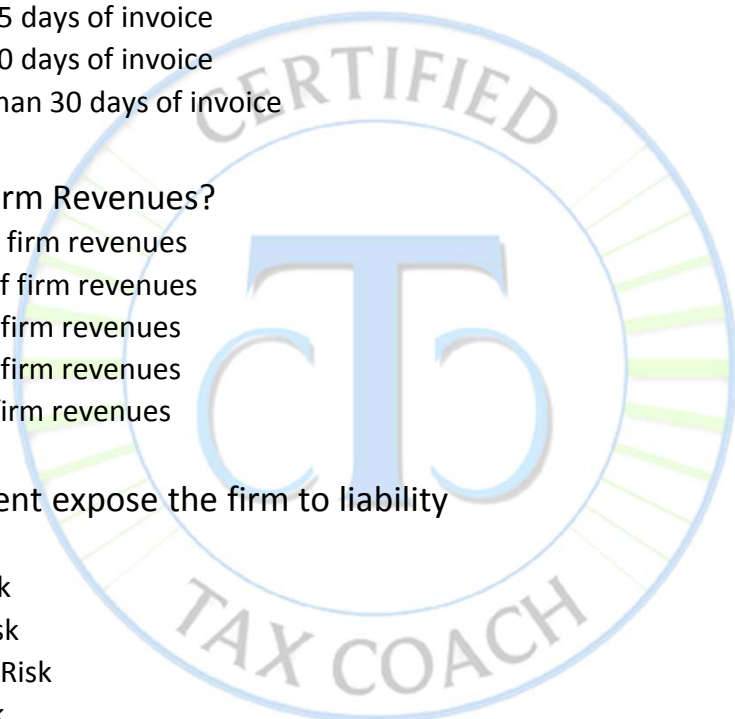 5 days of invoice
0 days of invoice
han 30 days of invoice
CERTIFIED
rm Revenues?
firm revenues
f firm revenues
firm revenues
firm revenues
irm revenues
ent expose the firm to liability
k
sk
Risk
TAX COACH